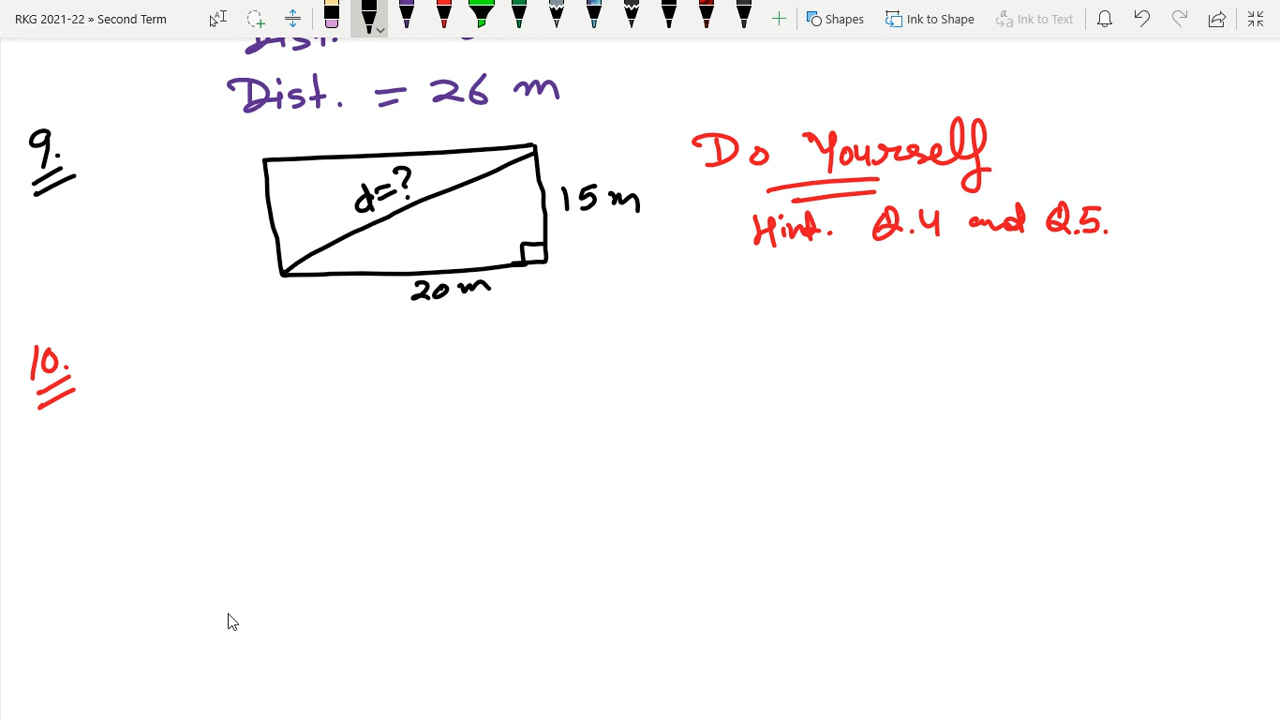 RKG 2021-22 » Second Term
Shapes
Ink to Shape
Ink to Text
Dist. = 26 m
9.
d=?
15 m
20 m
Do Yourself
Hint. Q.4 and Q.5.
10.